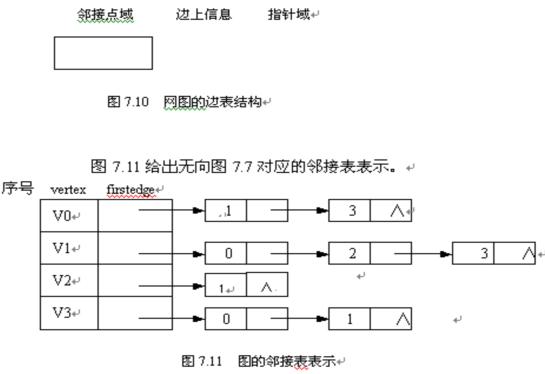 邻接点域 边上信息 指针域
图 7.10 网图的边表结构
图 7.11 给出无向图 7.7 对应的邻接表表示。
序号 vertex firstedge
V0 1 3 ∧
V1 0 2 3 ∧
V2 1 ∧
V3 0 1 ∧
图 7.11 图的邻接表表示